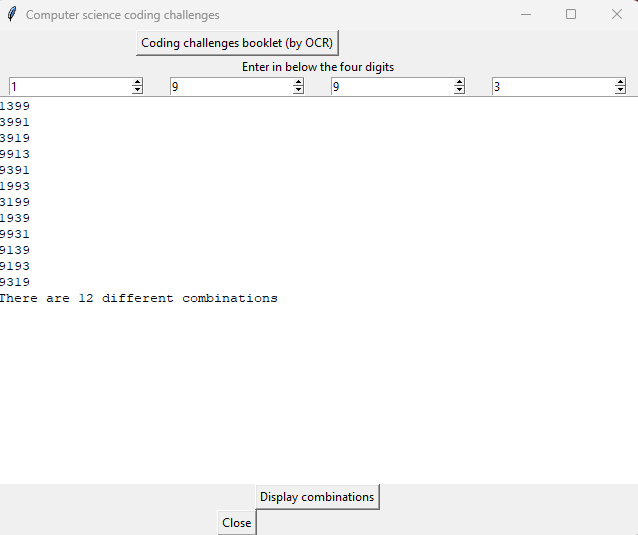 Computer science coding challenges
Coding challenges booklet (by OCR)
Enter in below the four digits
1 9 9 3
1399
3991
3919
9913
9391
1993
3199
1939
9931
9139
9193
9319
There are 12 different combinations
Display combinations
Close